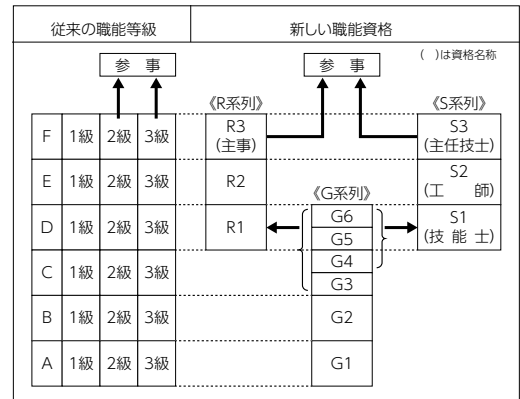 従来の職能等級 新しい職能資格
参 事 参 事 ( )は資格名称
《R系列》 《S系列》
F 1級 2級 3級 R3 (主事) S3 (主任技士)
E 1級 2級 3級 R2 S2 (工 師)
《G系列》
D 1級 2級 3級 R1 G6 S1 (技 能 士)
G5
C 1級 2級 3級 G4
G3
B 1級 2級 3級 G2
A 1級 2級 3級 G1